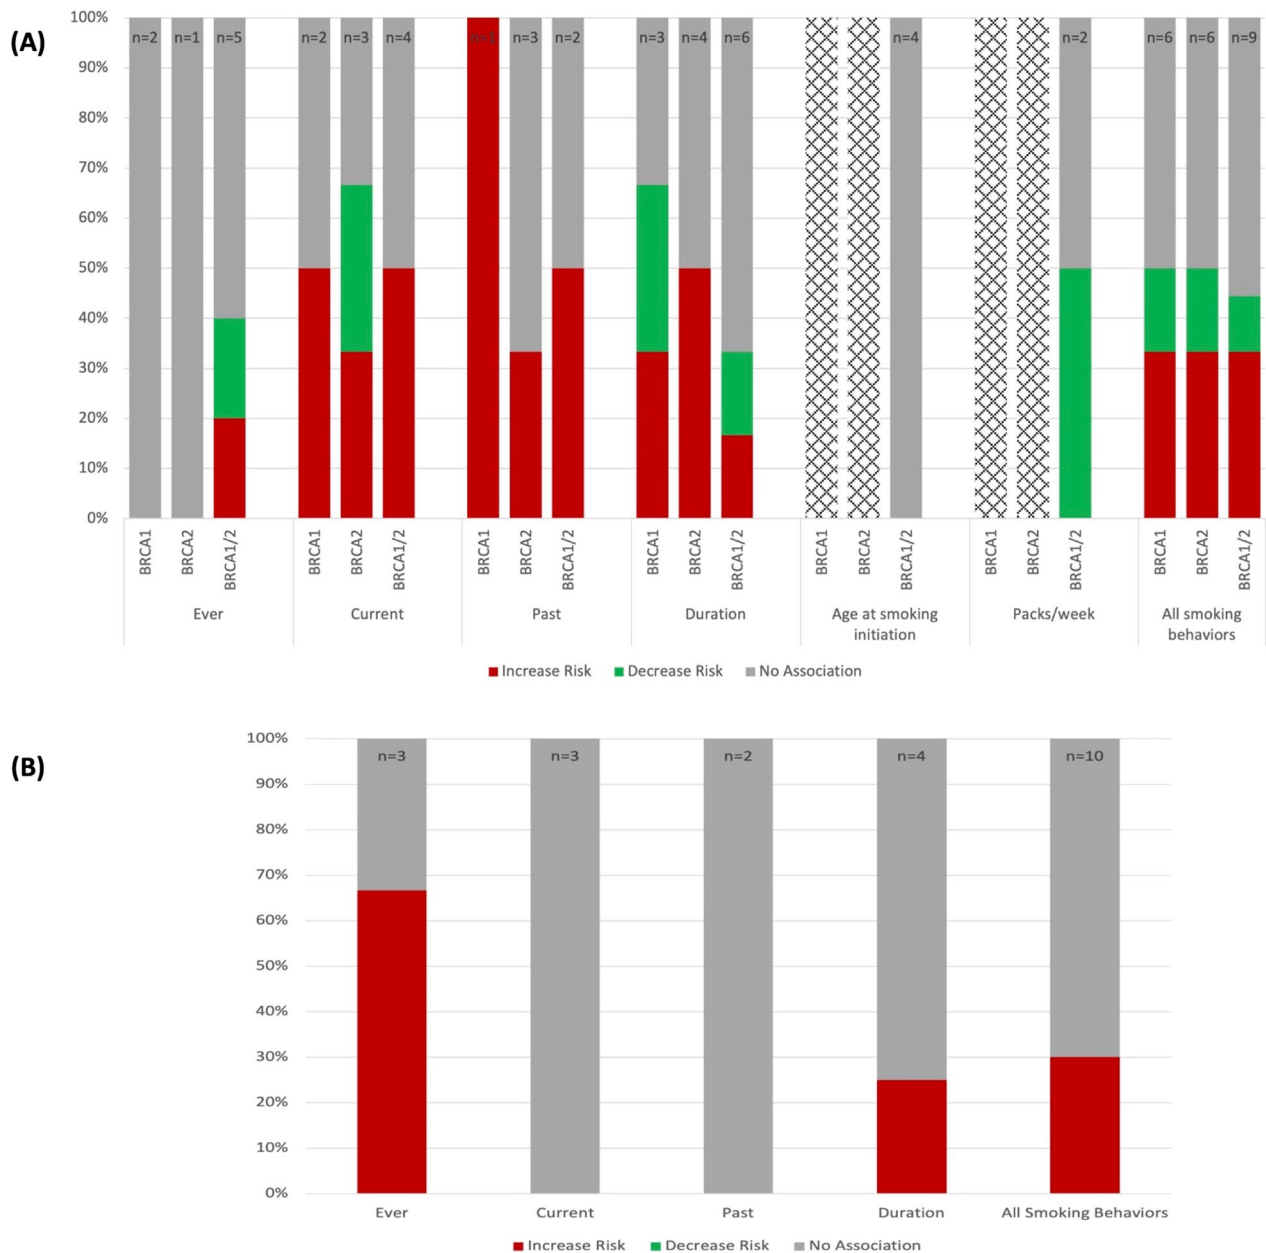 (A)
100%
90%
80%
70%
60%
50%
40%
30%
20%
10%
0%
n=2 n=1 n=5 n=2 n=3 n=4 n=3 n=2 n=3 n=4 n=6 n=4 n=2 n=6 n=6 n=9
BRCA1 BRCA2 BRCA1/2 BRCA1 BRCA2 BRCA1/2 BRCA1 BRCA2 BRCA1/2 BRCA1 BRCA2 BRCA1/2 BRCA1 BRCA2 BRCA1/2 BRCA1 BRCA2 BRCA1/2 BRCA1 BRCA2 BRCA1/2
Ever Current Past Duration Age at smoking initiation Packs/week All smoking behaviors
Increase Risk Decrease Risk No Association
(B)
100%
90%
80%
70%
60%
50%
40%
30%
20%
10%
0%
n=3 n=3 n=2 n=4 n=10
Ever Current Past Duration All Smoking Behaviors
Increase Risk Decrease Risk No Association